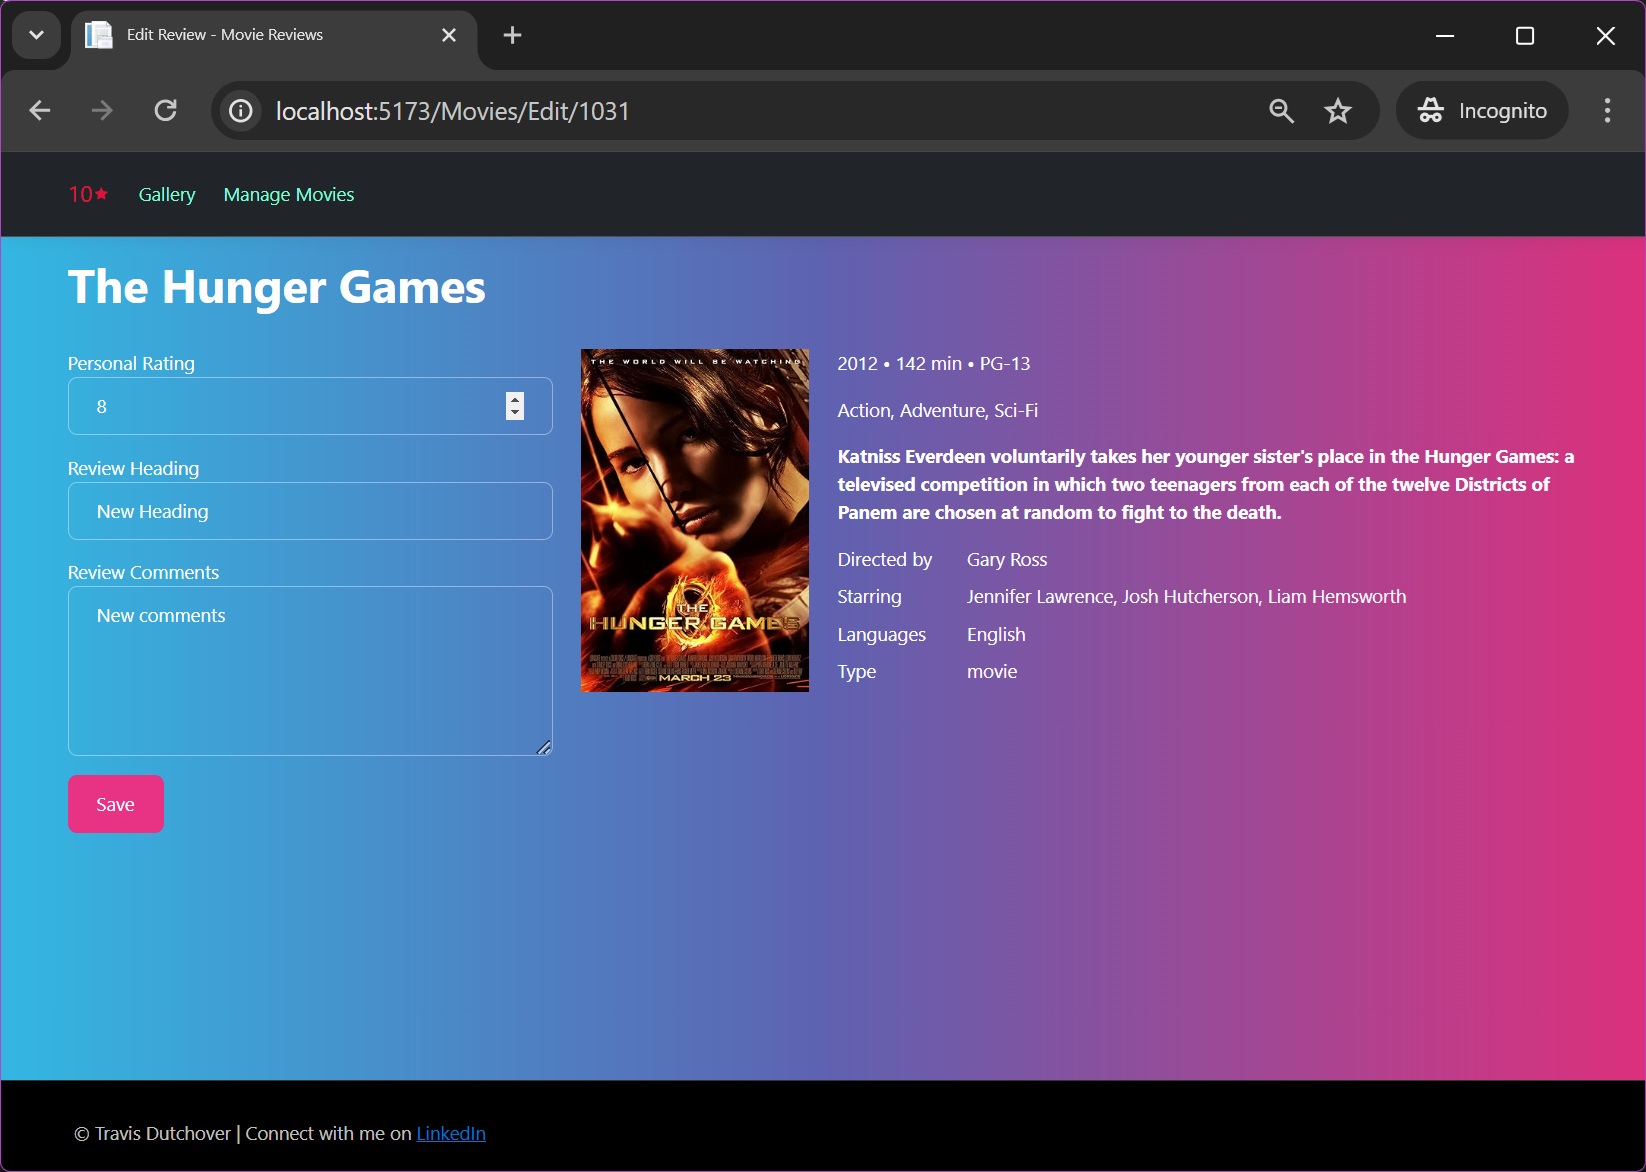 Edit Review - Movie Reviews
localhost:5173/Movies/Edit/1031
Incognito
10★ Gallery Manage Movies
The Hunger Games
Personal Rating
8
Review Heading
New Heading
Review Comments
New comments
Save
THE WORLD WILL BE WATCHING
THE
HUNGER GAMES
MARCH 23
2012 • 142 min • PG-13
Action, Adventure, Sci-Fi
Katniss Everdeen voluntarily takes her younger sister's place in the Hunger Games: a
televised competition in which two teenagers from each of the twelve Districts of
Panem are chosen at random to fight to the death.
Directed by Gary Ross
Starring Jennifer Lawrence, Josh Hutcherson, Liam Hemsworth
Languages English
Type movie
© Travis Dutchover | Connect with me on LinkedIn